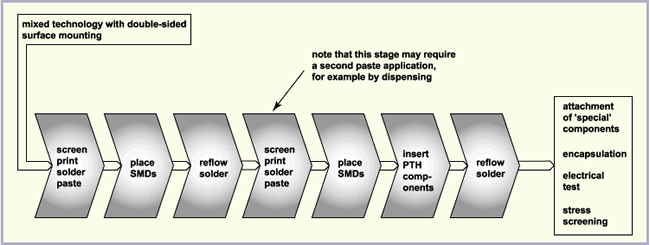 mixed technology with double-sided
surface mounting
note that this stage may require
a second paste application,
for example by dispensing
screen
print
solder
paste
place
SMDs
reflow
solder
screen
print
solder
paste
place
SMDs
insert
PTH
comp-
onents
reflow
solder
attachment
of 'special'
components
encapsulation
electrical
test
stress
screening